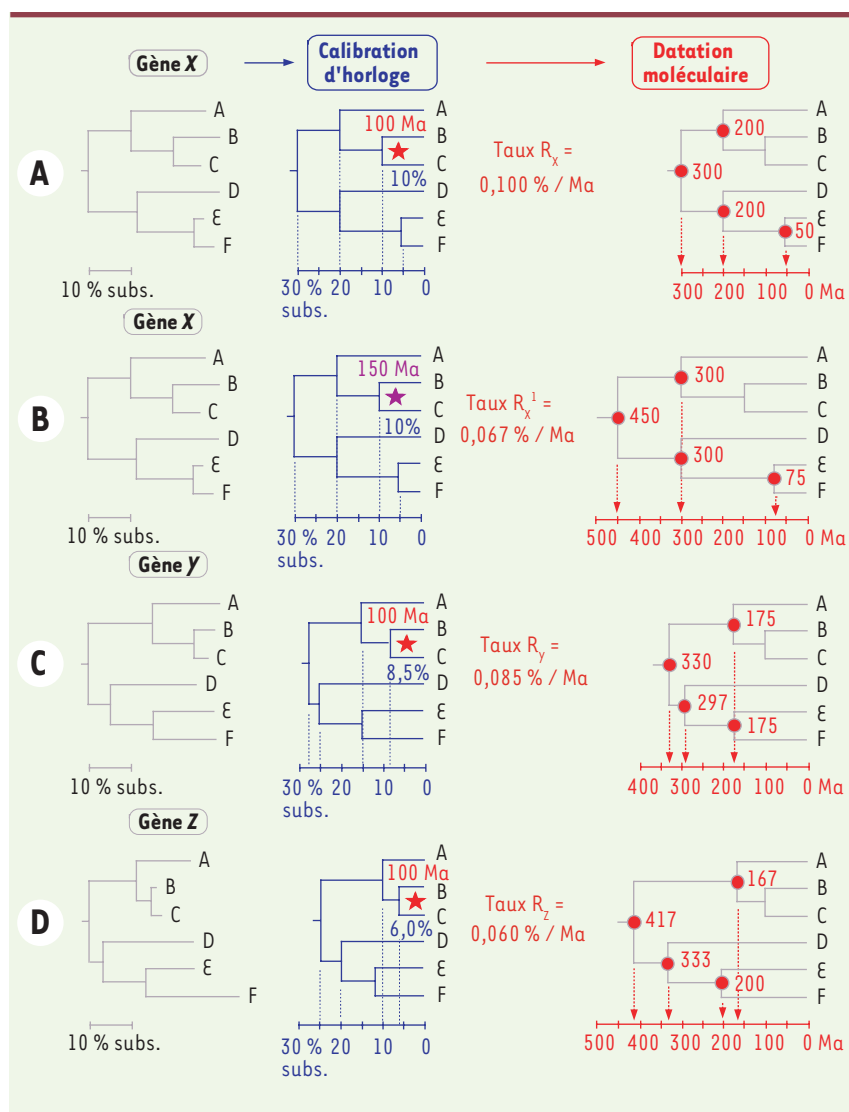 Gène X
Calibration
d'horloge
Datation
moléculaire
A
A
B
C
D
E
F
10 % subs.
100 Ma
10%
A
B
C
D
E
F
30 % 20 10 0
subs.
Taux Rx =
0,100 % / Ma
200
300
200
50
A
B
C
D
E
F
300 200 100 0 Ma
Gène X
B
A
B
C
D
E
F
10 % subs.
150 Ma
10%
A
B
C
D
E
F
30 % 20 10 0
subs.
Taux Rx¹ =
0,067 % / Ma
300
450
300
75
A
B
C
D
E
F
500 400 300 200 100 0 Ma
Gène Y
C
A
B
C
D
E
F
10 % subs.
100 Ma
8,5%
A
B
C
D
E
F
30 % 20 10 0
subs.
Taux Ry =
0,085 % / Ma
175
330
297
175
A
B
C
D
E
F
400 300 200 100 0 Ma
Gène Z
D
A
B
C
D
E
F
10 % subs.
100 Ma
6,0%
A
B
C
D
E
F
30 % 20 10 0
subs.
Taux Rz =
0,060 % / Ma
167
417
333
200
A
B
C
D
E
F
500 400 300 200 100 0 Ma